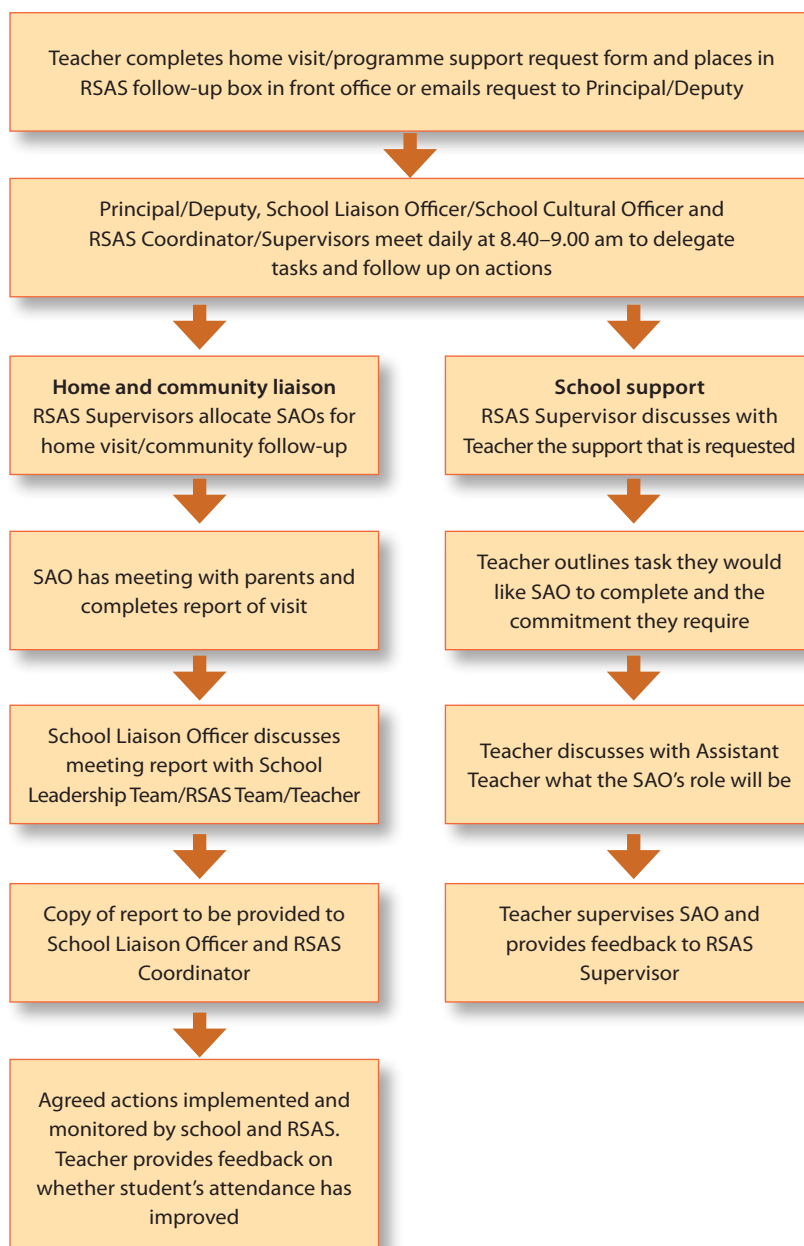 Teacher completes home visit/programme support request form and places in
RSAS follow-up box in front office or emails request to Principal/Deputy
Principal/Deputy, School Liaison Officer/School Cultural Officer and
RSAS Coordinator/Supervisors meet daily at 8.40–9.00 am to delegate
tasks and follow up on actions
Home and community liaison
RSAS Supervisors allocate SAOs for
home visit/community follow-up
SAO has meeting with parents and
completes report of visit
School Liaison Officer discusses
meeting report with School
Leadership Team/RSAS Team/Teacher
Copy of report to be provided to
School Liaison Officer and RSAS
Coordinator
Agreed actions implemented and
monitored by school and RSAS.
Teacher provides feedback on
whether student’s attendance has
improved
School support
RSAS Supervisor discusses with
Teacher the support that is requested
Teacher outlines task they would
like SAO to complete and the
commitment they require
Teacher discusses with Assistant
Teacher what the SAO’s role will be
Teacher supervises SAO and
provides feedback to RSAS
Supervisor